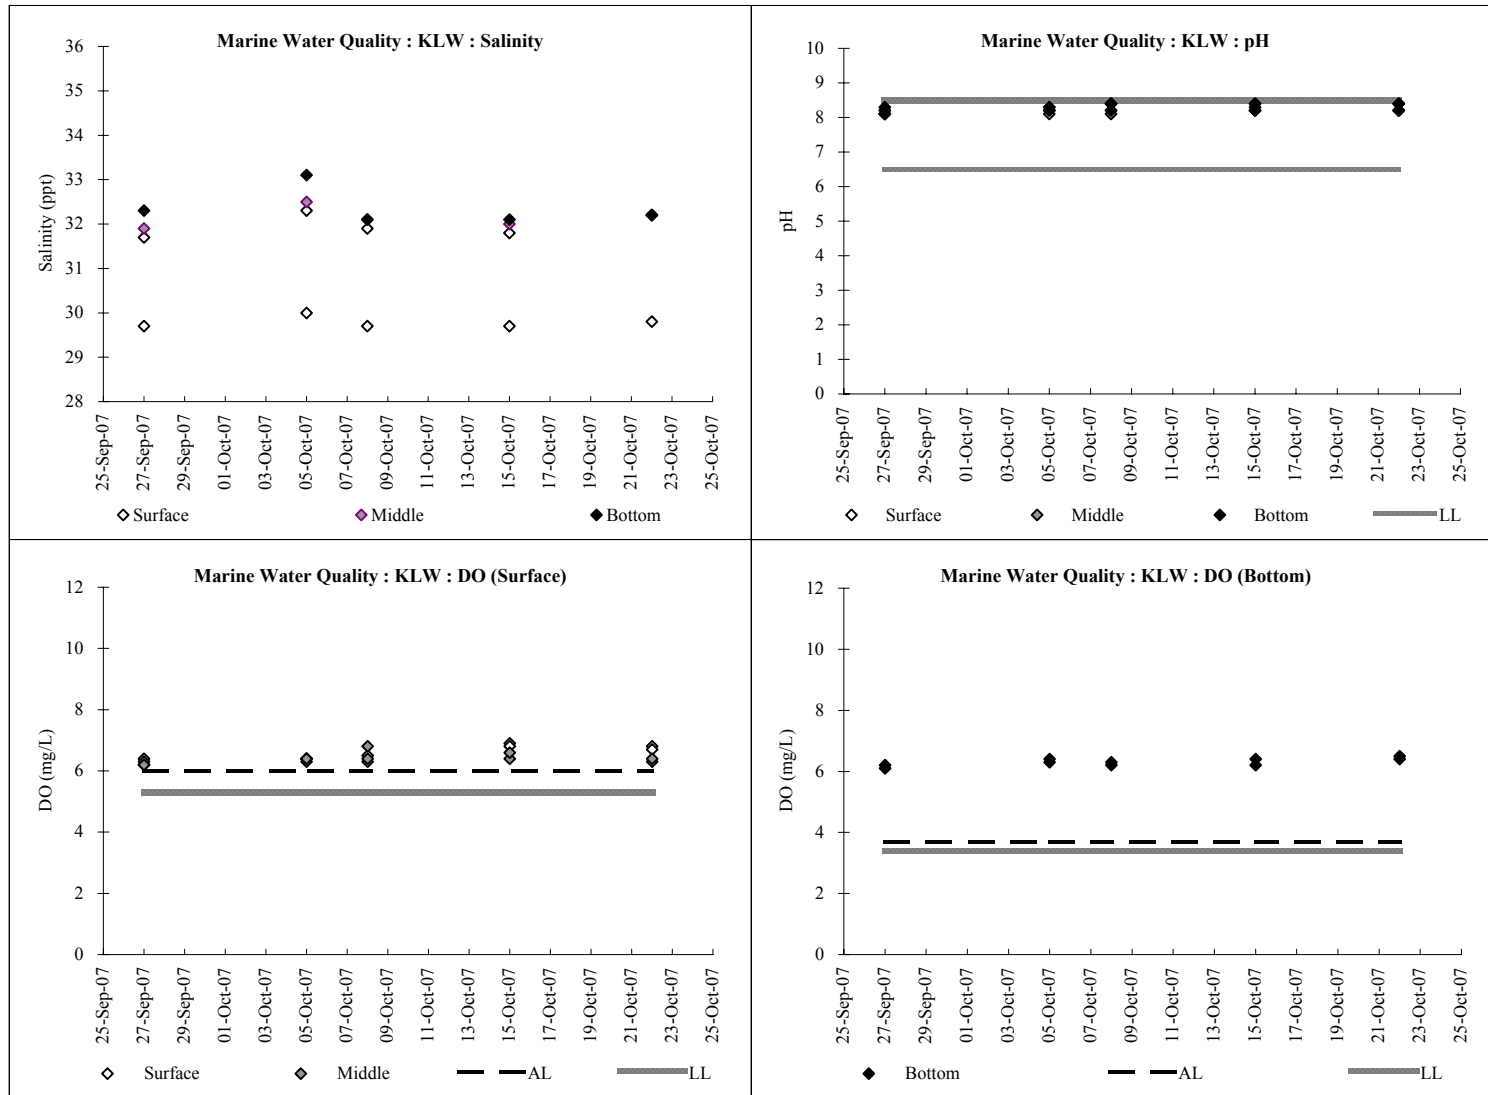 Marine Water Quality : KLW : Salinity
36
35
34
33
32
31
30
29
28
Salinity (ppt)
25-Sep-07
27-Sep-07
29-Sep-07
01-Oct-07
03-Oct-07
05-Oct-07
07-Oct-07
09-Oct-07
11-Oct-07
13-Oct-07
15-Oct-07
17-Oct-07
19-Oct-07
21-Oct-07
23-Oct-07
25-Oct-07
Surface Middle Bottom
Marine Water Quality : KLW : pH
10
9
8
7
6
5
4
3
2
1
0
pH
25-Sep-07
27-Sep-07
29-Sep-07
01-Oct-07
03-Oct-07
05-Oct-07
07-Oct-07
09-Oct-07
11-Oct-07
13-Oct-07
15-Oct-07
17-Oct-07
19-Oct-07
21-Oct-07
23-Oct-07
25-Oct-07
Surface Middle Bottom LL
Marine Water Quality : KLW : DO (Surface)
12
10
8
6
4
2
0
DO (mg/L)
25-Sep-07
27-Sep-07
29-Sep-07
01-Oct-07
03-Oct-07
05-Oct-07
07-Oct-07
09-Oct-07
11-Oct-07
13-Oct-07
15-Oct-07
17-Oct-07
19-Oct-07
21-Oct-07
23-Oct-07
25-Oct-07
Surface Middle AL LL
Marine Water Quality : KLW : DO (Bottom)
12
10
8
6
4
2
0
DO (mg/L)
25-Sep-07
27-Sep-07
29-Sep-07
01-Oct-07
03-Oct-07
05-Oct-07
07-Oct-07
09-Oct-07
11-Oct-07
13-Oct-07
15-Oct-07
17-Oct-07
19-Oct-07
21-Oct-07
23-Oct-07
25-Oct-07
Bottom AL LL